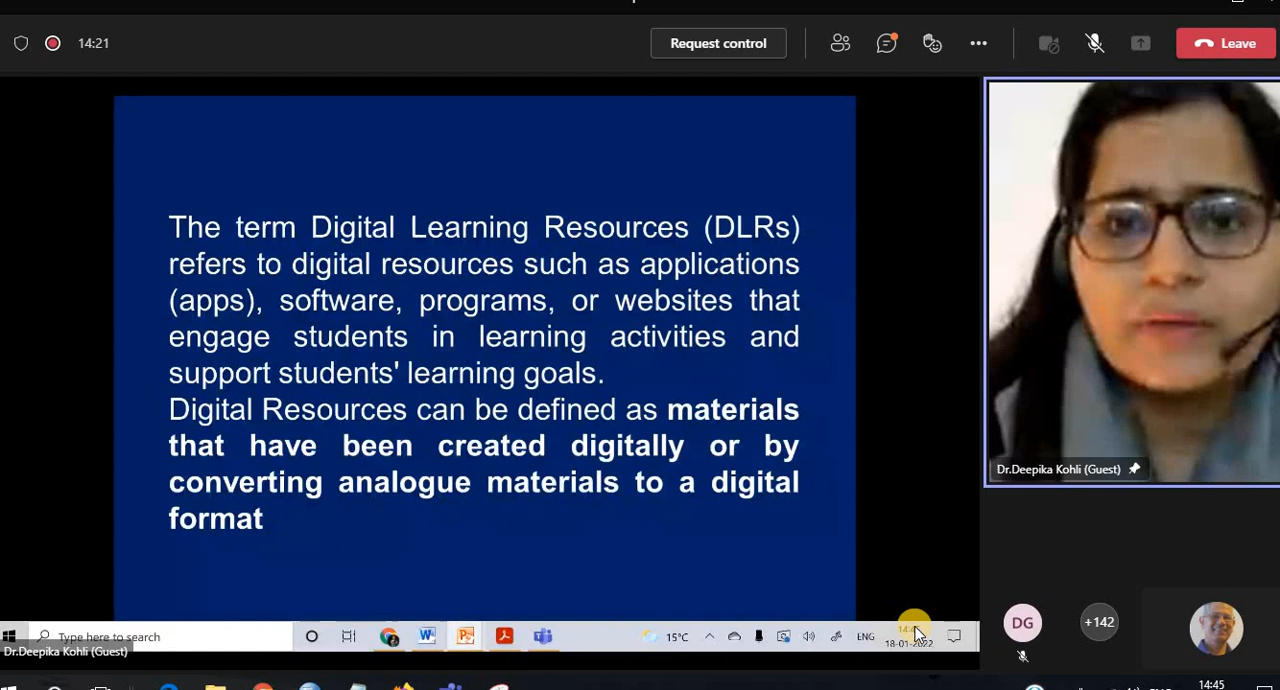 14:21
Request control
Leave
The term Digital Learning Resources (DLRs)
refers to digital resources such as applications
(apps), software, programs, or websites that
engage students in learning activities and
support students' learning goals.
Digital Resources can be defined as materials
that have been created digitally or by
converting analogue materials to a digital
format
Dr.Deepika Kohli (Guest)
DG
+142
Type here to search
15°C
ENG
18-01-2022
Dr.Deepika Kohli (Guest)
14:45